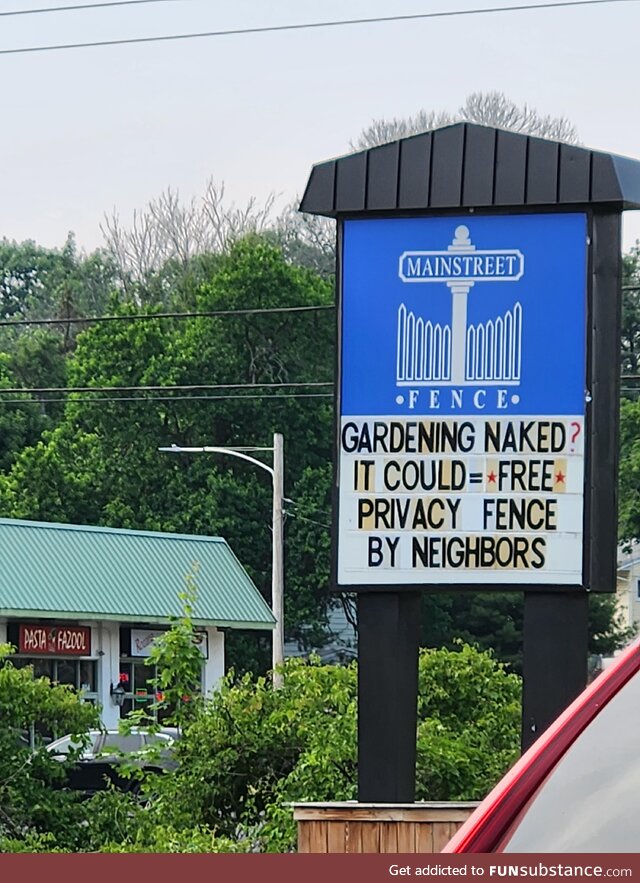 MAINSTREET
•FENCE•
GARDENING NAKED?
IT COULD= ★FREE★
PRIVACY FENCE
BY NEIGHBORS
PASTA FAZOOL
Get addicted to FUNsubstance.com